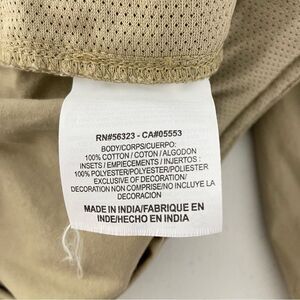 RN#56323 - CA#05553
BODY/CORPS/CUERPO:
100% COTTON / COTON / ALGODON
INSETS / EMPIECEMENTS / INJERTOS :
100% POLYESTER/POLYESTER/POLIESTER
EXCLUSIVE OF DECORATION/
DECORATION NON COMPRISE/NO INCLUYE LA
DECORACION
MADE IN INDIA/FABRIQUE EN
INDE/HECHO EN INDIA